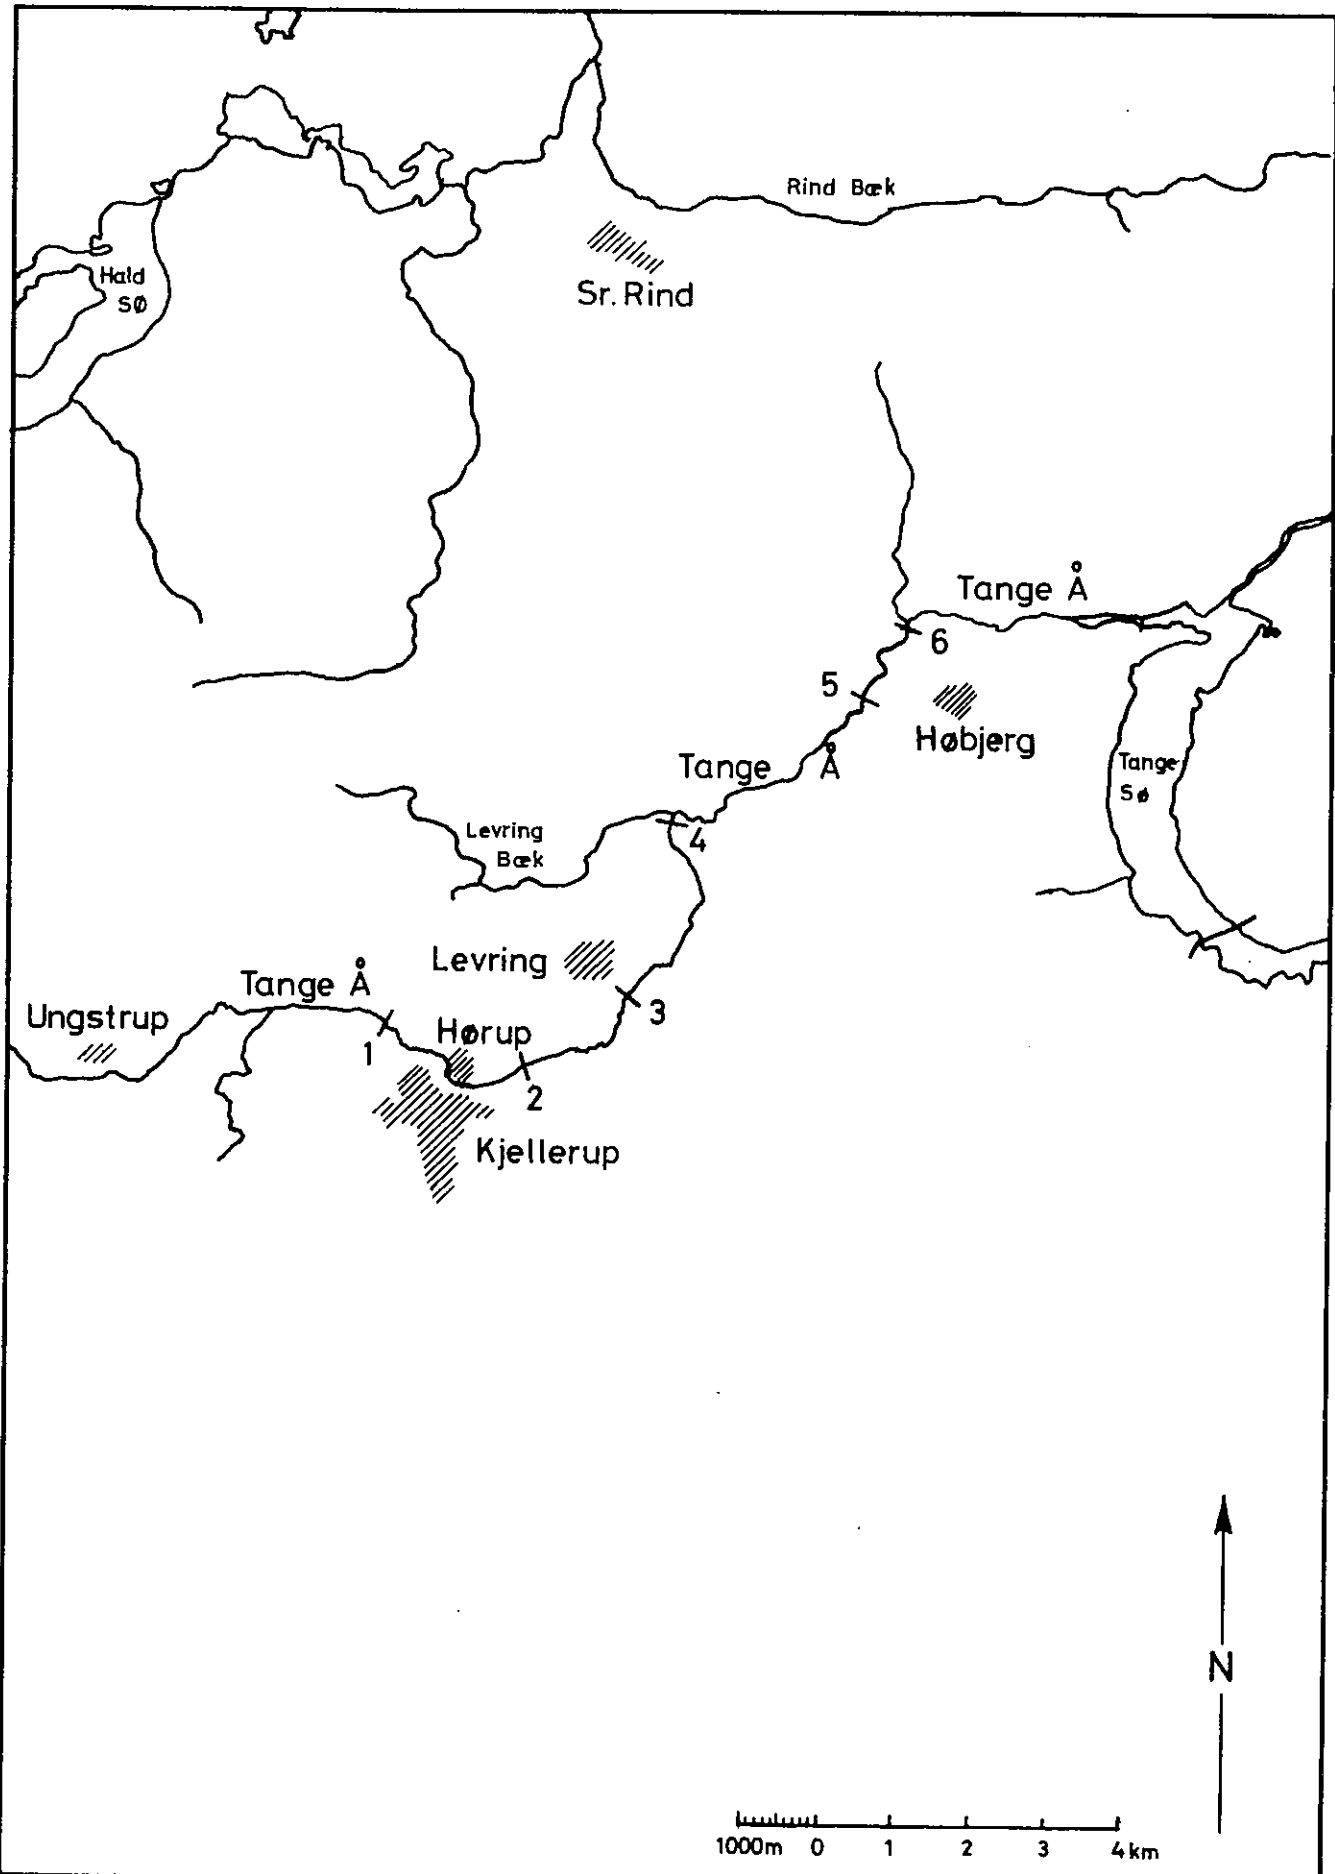 Rind Bæk
Hald
SØ
Sr. Rind
Tange Å
6
5
Høbjerg
Tange Å
Tange
Sø
Levring
Bæk
4
Levring
Tange Å
3
Ungstrup
Hørup
1
2
Kjellerup
N
1000m 0 1 2 3 4km